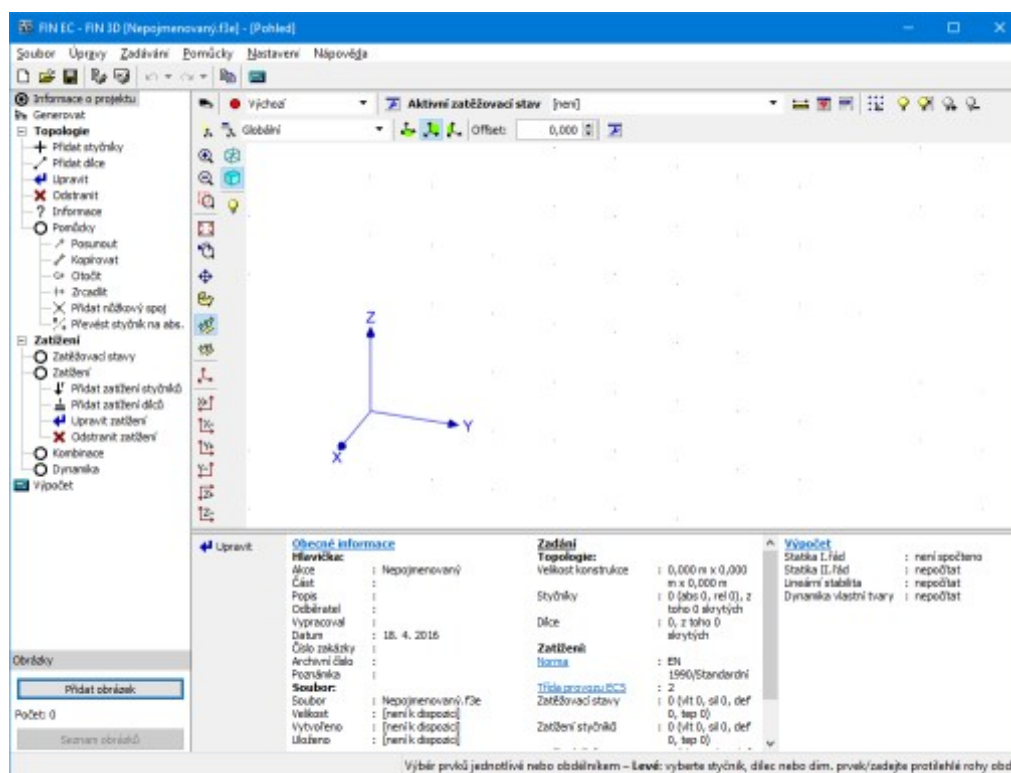 FIN EC - FIN 3D [Nepojmenovaný.f3e] - [Pohled]
Soubor Úpravy Zadávání Pomůcky Nastavení Nápověda
Informace o projektu
Generovat
Topologie
Přidat styčníky
Přidat dílce
Upravit
Odstranit
Informace
Pomůcky
Posunout
Kopírovat
Otočit
Zrcadlit
Přidat nůžkový spoj
Převést styčník na abs.
Zatížení
Zatěžovací stavy
Zatížení
Přidat zatížení styčníků
Přidat zatížení dílců
Upravit zatížení
Odstranit zatížení
Kombinace
Dynamika
Výpočet
Výchozí Aktivní zatěžovací stav [není]
Globální Offset: 0,000
Z
Y
X
Upravit
Obecné informace
Hlavička:
Akce : Nepojmenovaný
Část :
Popis :
Odběratel :
Vypracoval :
Datum : 18. 4. 2016
Číslo zakázky :
Archivní číslo :
Poznámka :
Soubor:
Soubor : Nepojmenovaný.f3e
Velikost : [není k dispozici]
Vytvořeno : [není k dispozici]
Uloženo : [není k dispozici]
Zadání
Topologie:
Velikost konstrukce : 0,000 m x 0,000
m x 0,000 m
Styčníky : 0 (abs 0, rel 0), z
toho 0 skrytých
Dílce : 0, z toho 0
skrytých
Zatížení:
Norma : EN
1990/Standardní
Třída provozu EC5 : 2
Zatěžovací stavy : 0 (vlt 0, sil 0, def
0, tep 0)
Zatížení styčníků : 0 (vlt 0, sil 0, def
0, tep 0)
Výpočet
Statika I.řád : není spočteno
Statika II.řád : nepočítat
Lineární stabilita : nepočítat
Dynamika vlastní tvary : nepočítat
Obrázky
Přidat obrázek
Počet: 0
Seznam obrázků
Výběr prvků jednotlivě nebo obdélníkem – Levé: vyberte styčník, dílec nebo dim. prvek/zadejte protilehlé rohy obd